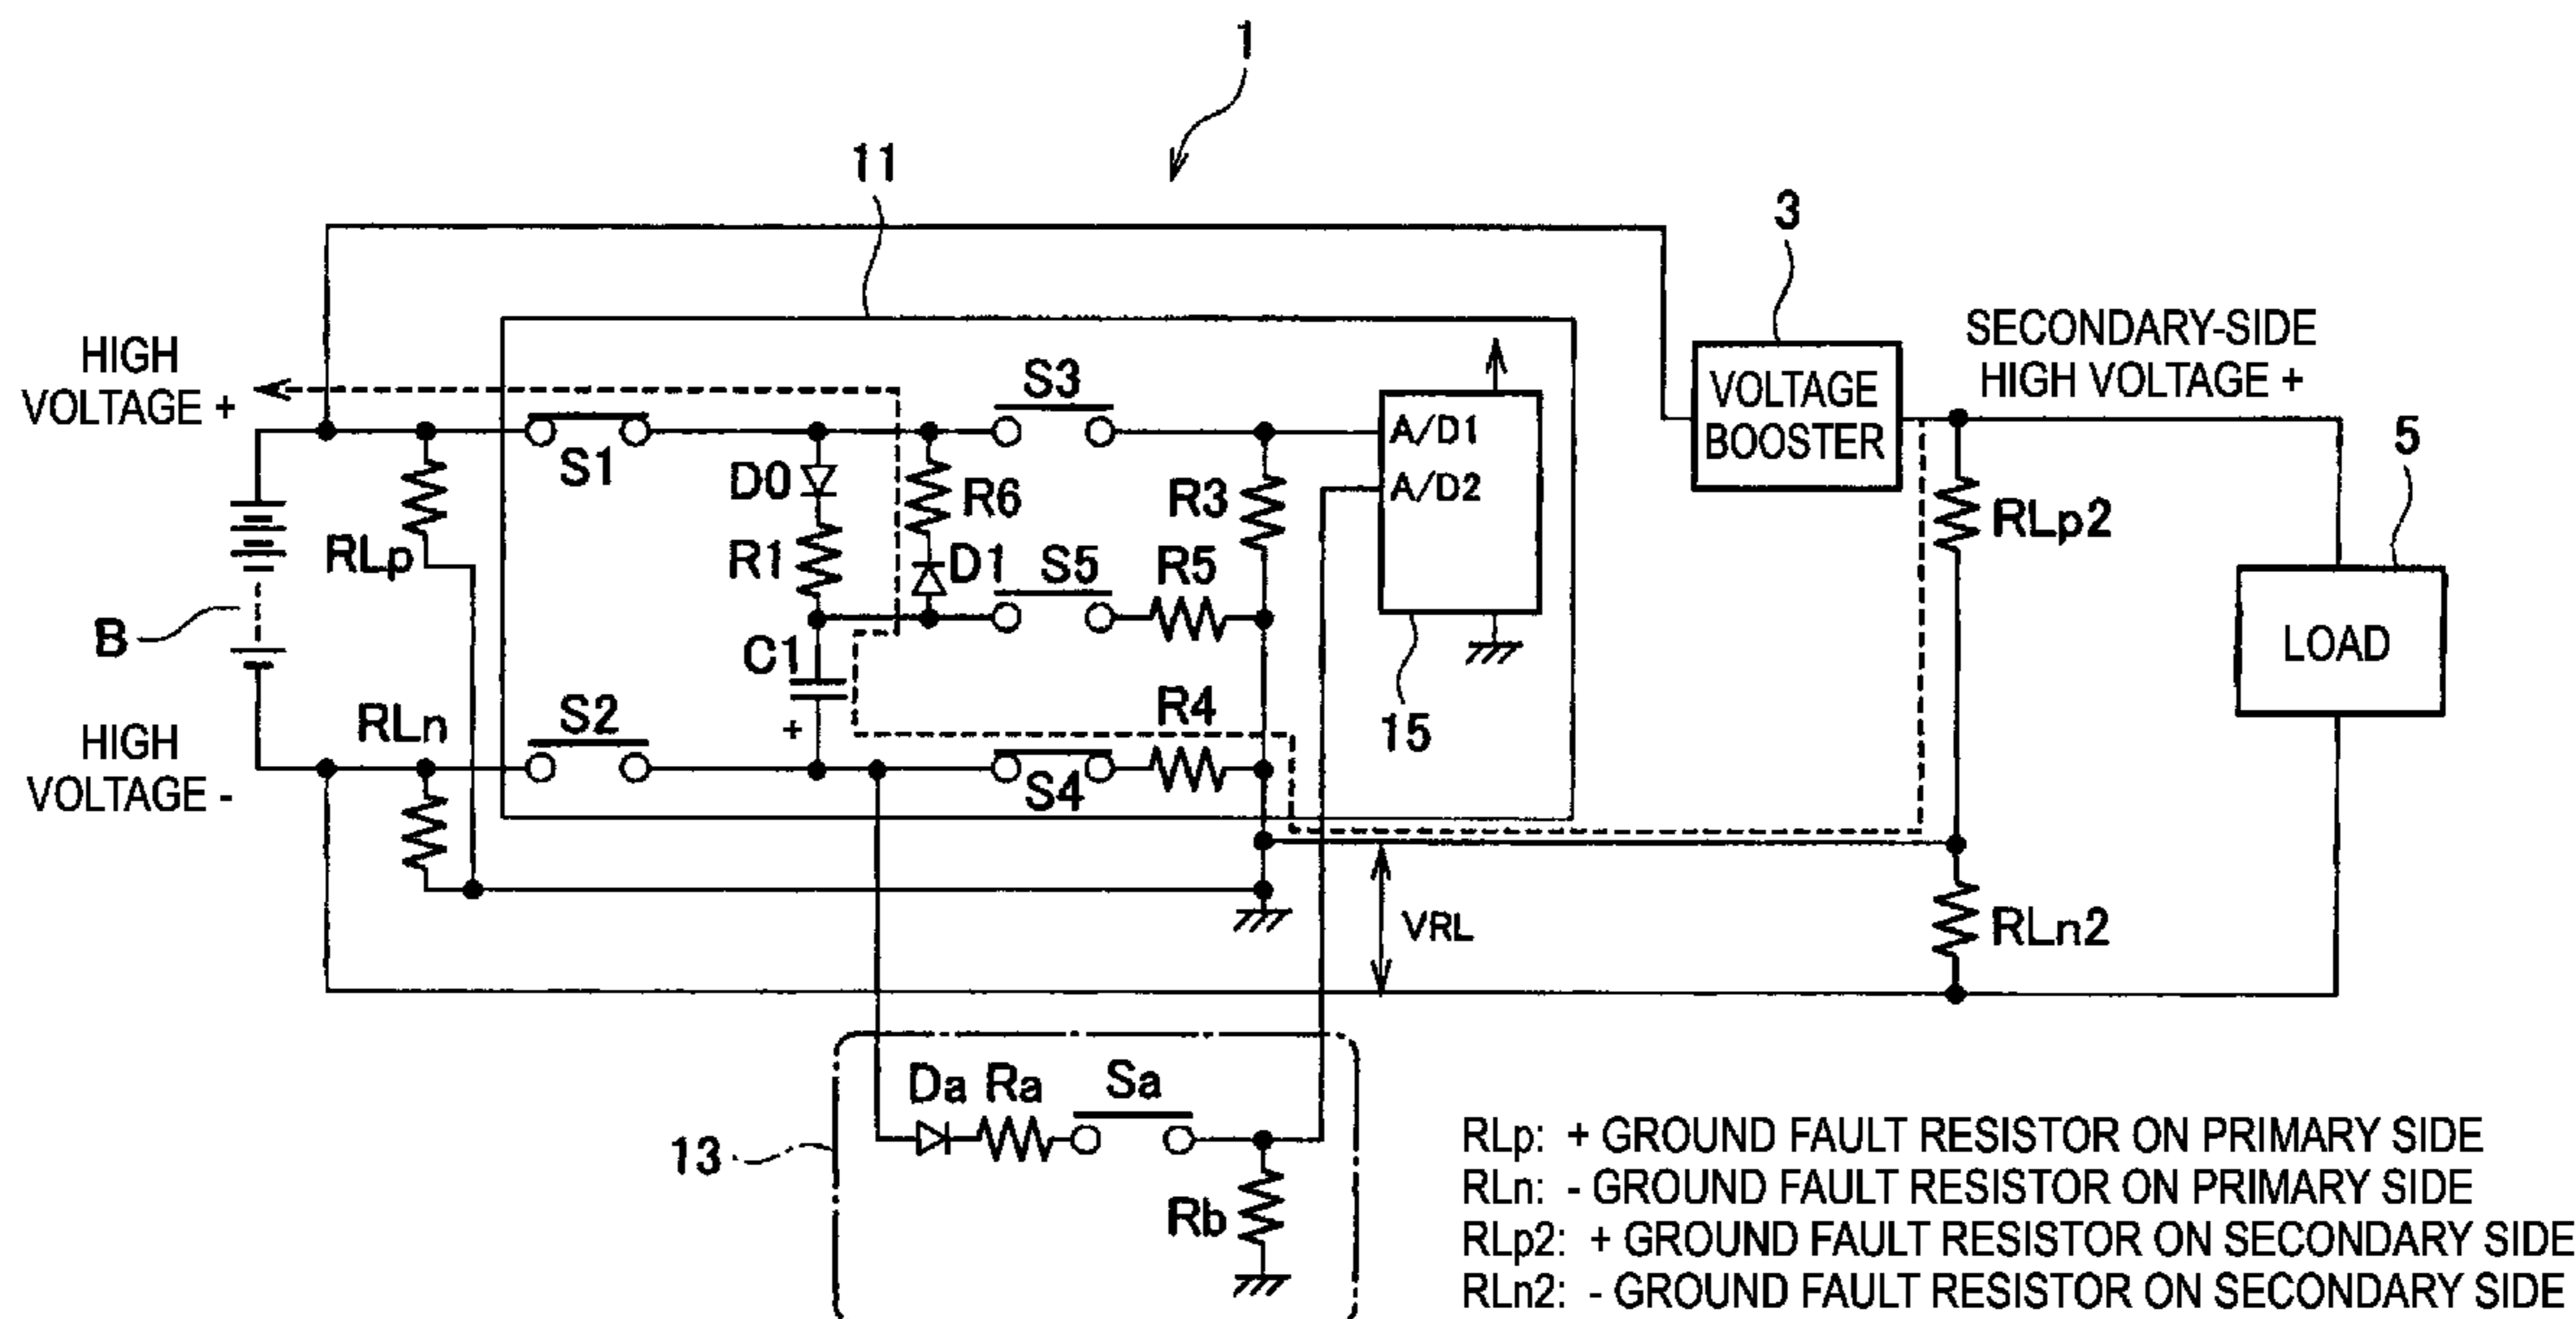 1
11
3
SECONDARY-SIDE
HIGH VOLTAGE +
HIGH
VOLTAGE +
S3
VOLTAGE
BOOSTER
5
A/D1
S1
D0
R6
R3
A/D2
RLp2
RLp
R1
D1
S5
R5
B
LOAD
C1
RLn
S2
+
R4
15
HIGH
VOLTAGE -
S4
VRL
RLn2
Da
Ra
Sa
13
Rb
RLp: + GROUND FAULT RESISTOR ON PRIMARY SIDE
RLn: - GROUND FAULT RESISTOR ON PRIMARY SIDE
RLp2: + GROUND FAULT RESISTOR ON SECONDARY SIDE
RLn2: - GROUND FAULT RESISTOR ON SECONDARY SIDE